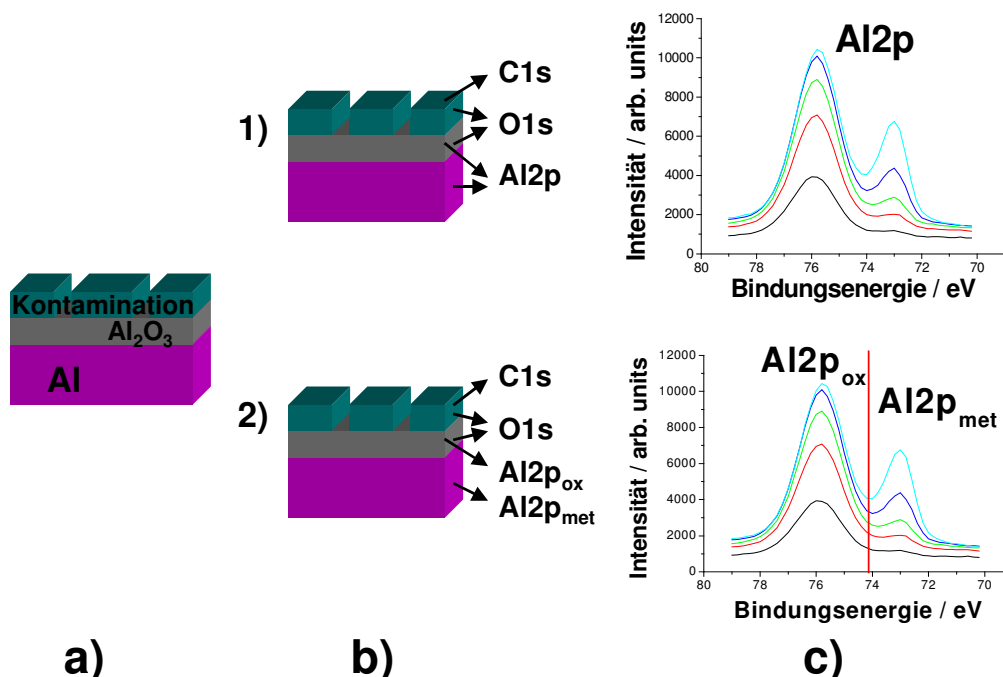 Kontamination
Al2O3
Al
a)
1)
C1s
O1s
Al2p
2)
C1s
O1s
Al2pox
Al2pmet
b)
Al2p
Intensität / arb. units
12000
10000
8000
6000
4000
2000
0
80 78 76 74 72 70
Bindungsenergie / eV
Al2pox
Al2pmet
Intensität / arb. units
12000
10000
8000
6000
4000
2000
0
80 78 76 74 72 70
Bindungsenergie / eV
c)